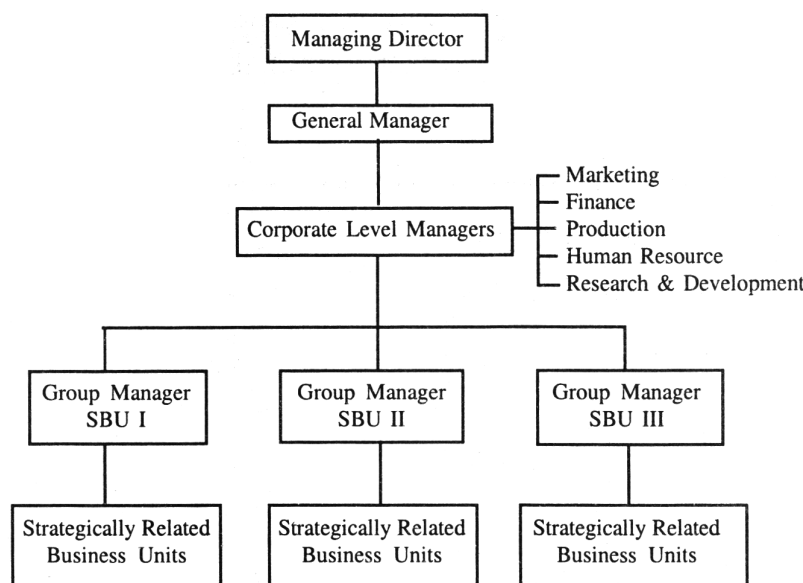 Managing Director
General Manager
Corporate Level Managers
Marketing
Finance
Production
Human Resource
Research & Development
Group Manager
SBU I
Group Manager
SBU II
Group Manager
SBU III
Strategically Related
Business Units
Strategically Related
Business Units
Strategically Related
Business Units